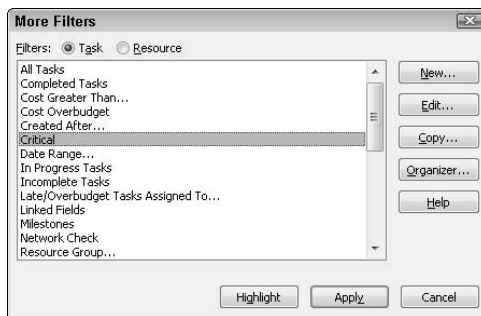 More Filters
Filters: Task Resource
All Tasks
Completed Tasks
Cost Greater Than...
Cost Overbudget
Created After...
Critical
Date Range...
In Progress Tasks
Incomplete Tasks
Late/Overbudget Tasks Assigned To...
Linked Fields
Milestones
Network Check
Resource Group...
New...
Edit...
Copy...
Organizer...
Help
Highlight Apply Cancel